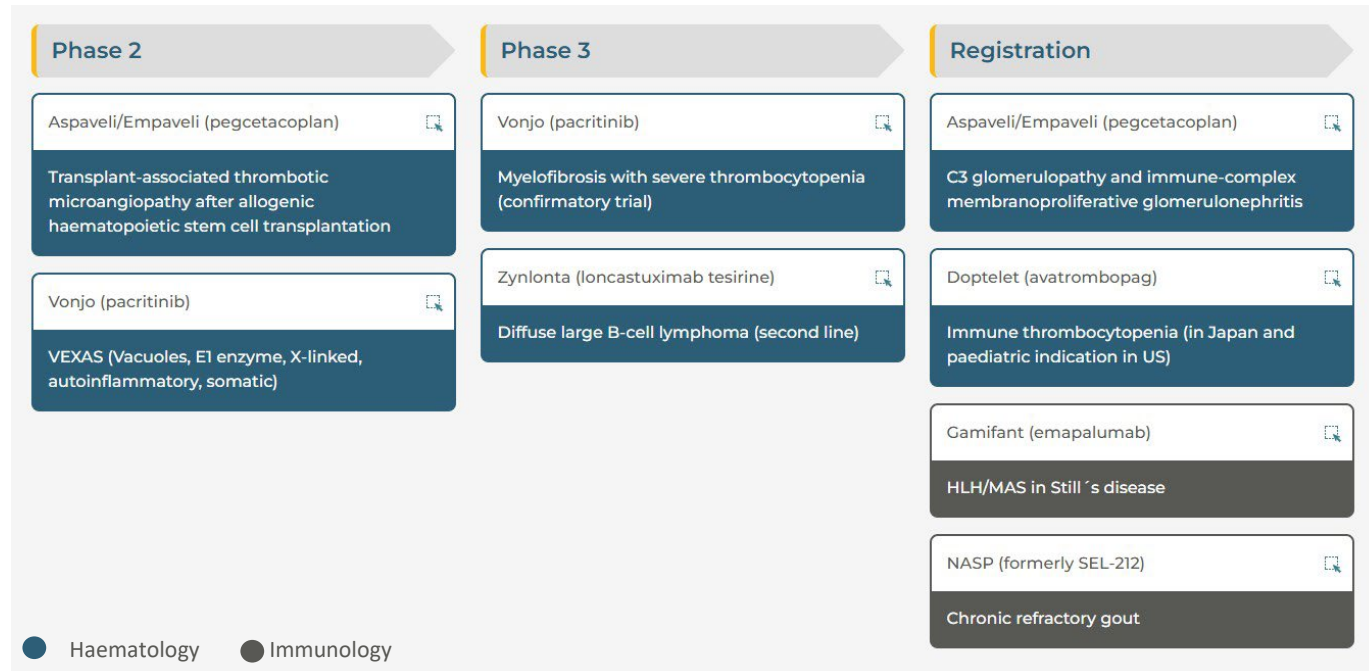 Phase 2
Aspaveli/Empaveli (pegcetacoplan)
Transplant-associated thrombotic
microangiopathy after allogenic
haematopoietic stem cell transplantation
Vonjo (pacritinib)
VEXAS (Vacuoles, E1 enzyme, X-linked,
autoinflammatory, somatic)
Phase 3
Vonjo (pacritinib)
Myelofibrosis with severe thrombocytopenia
(confirmatory trial)
Zynlonta (loncastuximab tesirine)
Diffuse large B-cell lymphoma (second line)
Registration
Aspaveli/Empaveli (pegcetacoplan)
C3 glomerulopathy and immune-complex
membranoproliferative glomerulonephritis
Doptelet (avatrombopag)
Immune thrombocytopenia (in Japan and
paediatric indication in US)
Gamifant (emapalumab)
HLH/MAS in Still´s disease
NASP (formerly SEL-212)
Chronic refractory gout
Haematology
Immunology